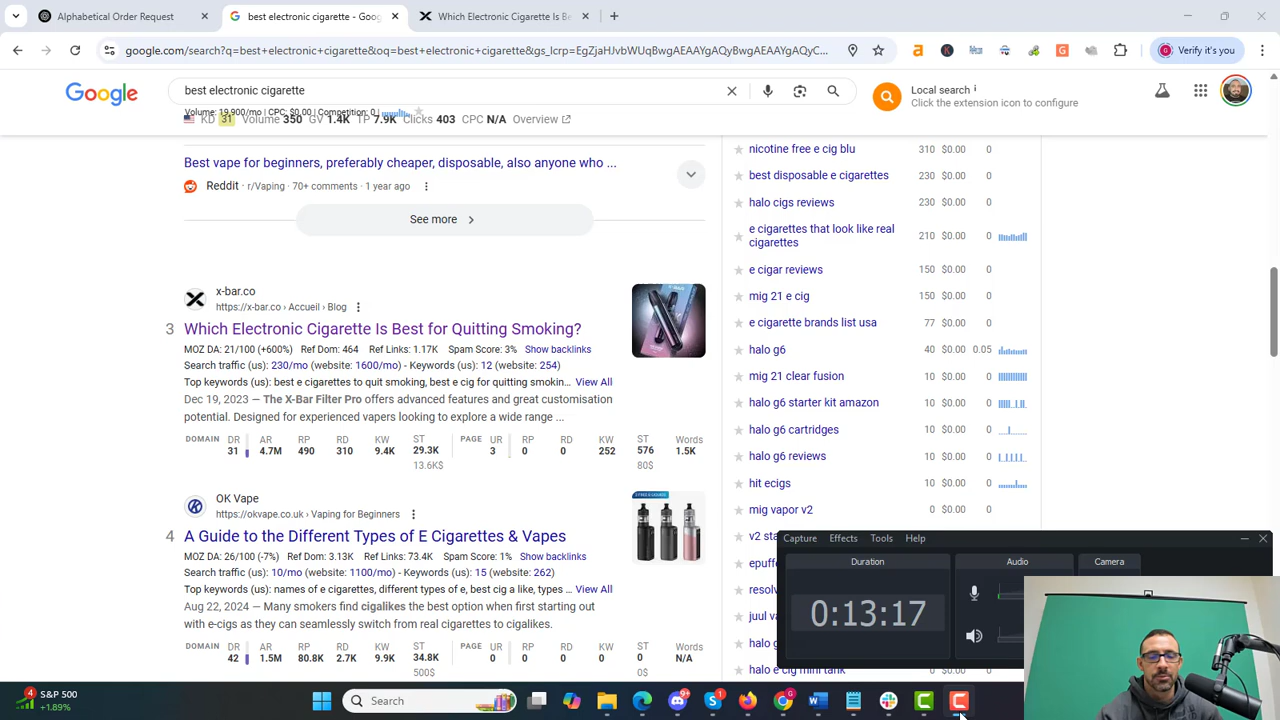 Alphabetical Order Request
best electronic cigarette - Goo
Which Electronic Cigarette Is Be
google.com/search?q=best+electronic+cigarette&oq=best+electronic+cigarette&gs_lcrp=EgZjaHJvbWUqBwgAEAAYgAQyBwgAEAAYgAQyC...
Verify it's you
Google
best electronic cigarette
Local search
Click the extension icon to configure
Volume: 19,900/mo | CPC: $0.00 | Competition: 0
KD 31 Volume 350 GV 1.4K TP 7.9K Clicks 403 CPC N/A Overview
Best vape for beginners, preferably cheaper, disposable, also anyone who ...
Reddit · r/Vaping · 70+ comments · 1 year ago
See more
x-bar.co
https://x-bar.co › Accueil › Blog
3 Which Electronic Cigarette Is Best for Quitting Smoking?
MOZ DA: 21/100 (+600%) - Ref Dom: 464 - Ref Links: 1.17K - Spam Score: 3% - Show backlinks
Search traffic (us): 230/mo (website: 1600/mo) - Keywords (us): 12 (website: 254)
Top keywords (us): best e cigarettes to quit smoking, best e cig for quitting smokin... View All
Dec 19, 2023 — The X-Bar Filter Pro offers advanced features and great customisation
potential. Designed for experienced vapers looking to explore a wide range ...
DOMAIN DR AR RP RD KW ST PAGE UR RP RD KW ST Words
31 4.7M 490 310 9.4K 29.3K 3 0 0 252 576 1.5K
13.6K$ 80$
OK Vape
https://okvape.co.uk › Vaping for Beginners
4 A Guide to the Different Types of E Cigarettes & Vapes
MOZ DA: 26/100 (-7%) - Ref Dom: 3.13K - Ref Links: 73.4K - Spam Score: 1% - Show backlinks
Search traffic (us): 10/mo (website: 1100/mo) - Keywords (us): 15 (website: 262)
Top keywords (us): names of e cigarettes, different types of e, best cig a like, types ... View All
Aug 22, 2024 — Many smokers find cigalikes the best option when first starting out
with e-cigs as they can seamlessly switch from real cigarettes to cigalikes.
DOMAIN DR AR RP RD KW ST PAGE UR RP RD KW ST Words
42 1.5M 80.8K 2.7K 9.9K 34.8K 0 0 0 0 0 N/A
500$ 0$
nicotine free e cig blu 310 $0.00 0
best disposable e cigarettes 230 $0.00 0
halo cigs reviews 230 $0.00 0
e cigarettes that look like real
cigarettes 210 $0.00 0
e cigar reviews 150 $0.00 0
mig 21 e cig 150 $0.00 0
e cigarette brands list usa 77 $0.00 0
halo g6 40 $0.00 0.05
mig 21 clear fusion 10 $0.00 0
halo g6 starter kit amazon 10 $0.00 0
halo g6 cartridges 10 $0.00 0
halo g6 reviews 10 $0.00 0
hit ecigs 10 $0.00 0
mig vapor v2 0 $0.00 0
v2 sta
epuffe
resolv
juul va
halo g
halo e cig mini tank
Capture Effects Tools Help
Duration
Audio
Camera
0:13:17
S&P 500
+1.89%
Search